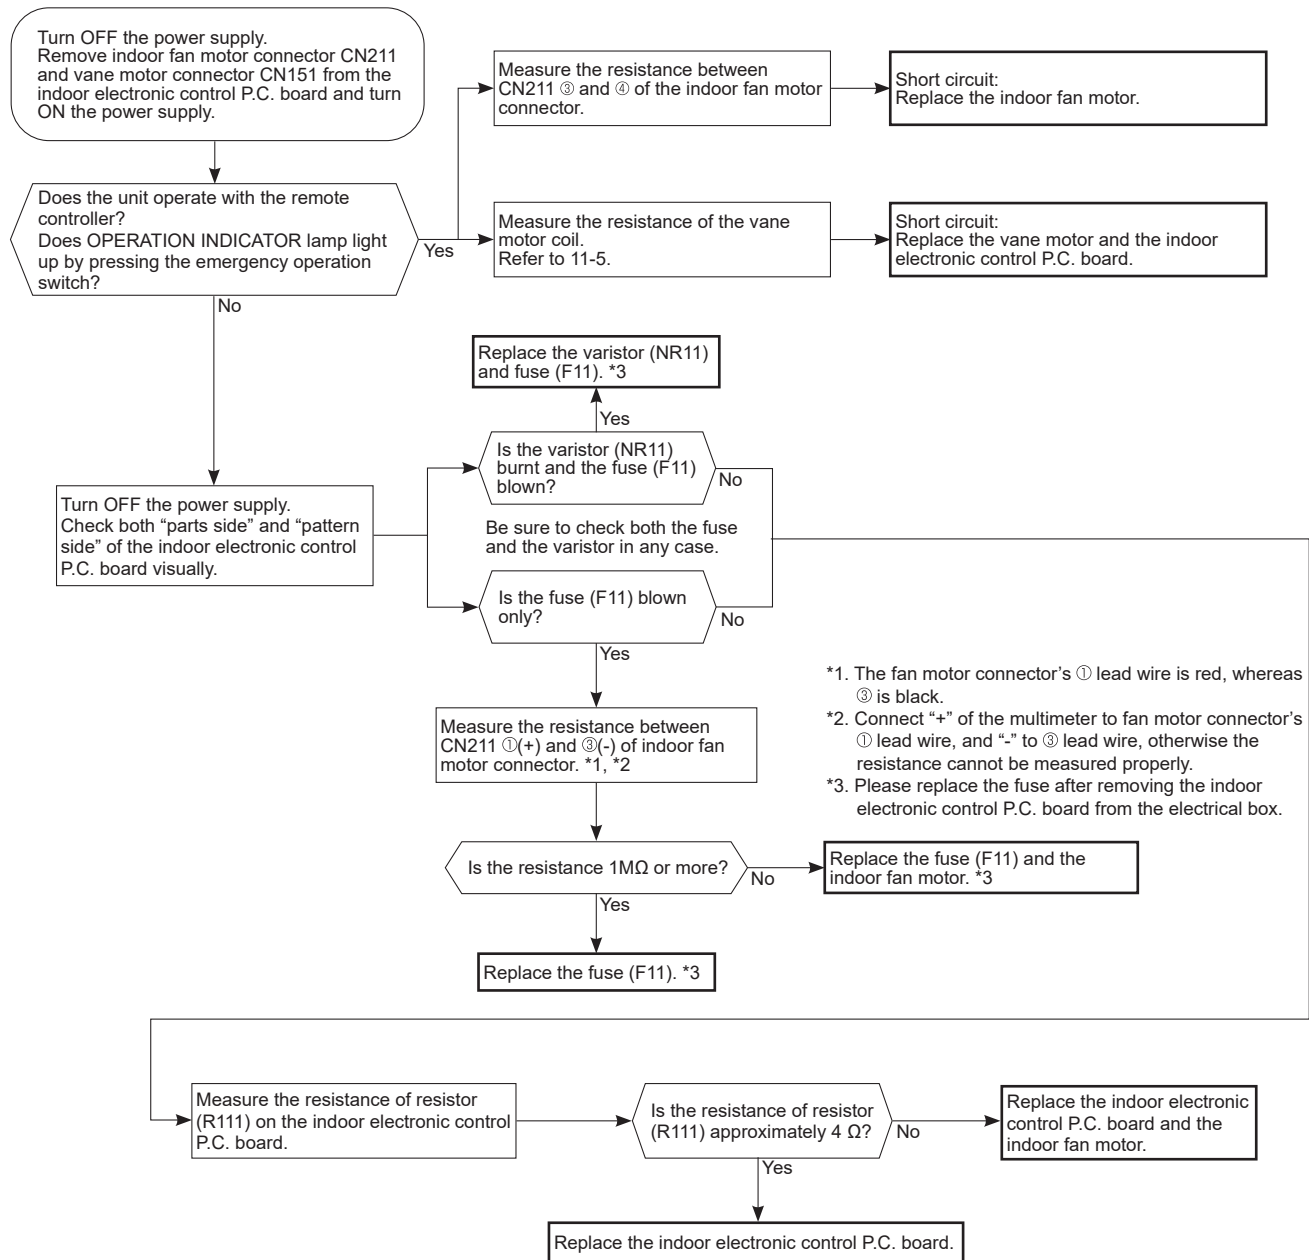 Turn OFF the power supply.
Remove indoor fan motor connector CN211
and vane motor connector CN151 from the
indoor electronic control P.C. board and turn
ON the power supply.
Measure the resistance between
CN211 ③ and ④ of the indoor fan motor
connector.
Short circuit:
Replace the indoor fan motor.
Does the unit operate with the remote
controller?
Does OPERATION INDICATOR lamp light
up by pressing the emergency operation
switch?
Yes
Measure the resistance of the vane
motor coil.
Refer to 11-5.
Short circuit:
Replace the vane motor and the indoor
electronic control P.C. board.
No
Replace the varistor (NR11)
and fuse (F11). *3
Yes
Is the varistor (NR11)
burnt and the fuse (F11)
blown?
No
Turn OFF the power supply.
Check both “parts side” and “pattern
side” of the indoor electronic control
P.C. board visually.
Be sure to check both the fuse
and the varistor in any case.
Is the fuse (F11) blown
only?
No
Yes
Measure the resistance between
CN211 ①(+) and ③(-) of indoor fan
motor connector. *1, *2
*1. The fan motor connector’s ① lead wire is red, whereas
③ is black.
*2. Connect “+” of the multimeter to fan motor connector’s
① lead wire, and “-” to ③ lead wire, otherwise the
resistance cannot be measured properly.
*3. Please replace the fuse after removing the indoor
electronic control P.C. board from the electrical box.
Is the resistance 1MΩ or more?
No
Replace the fuse (F11) and the
indoor fan motor. *3
Yes
Replace the fuse (F11). *3
Measure the resistance of resistor
(R111) on the indoor electronic control
P.C. board.
Is the resistance of resistor
(R111) approximately 4 Ω?
No
Replace the indoor electronic
control P.C. board and the
indoor fan motor.
Yes
Replace the indoor electronic control P.C. board.